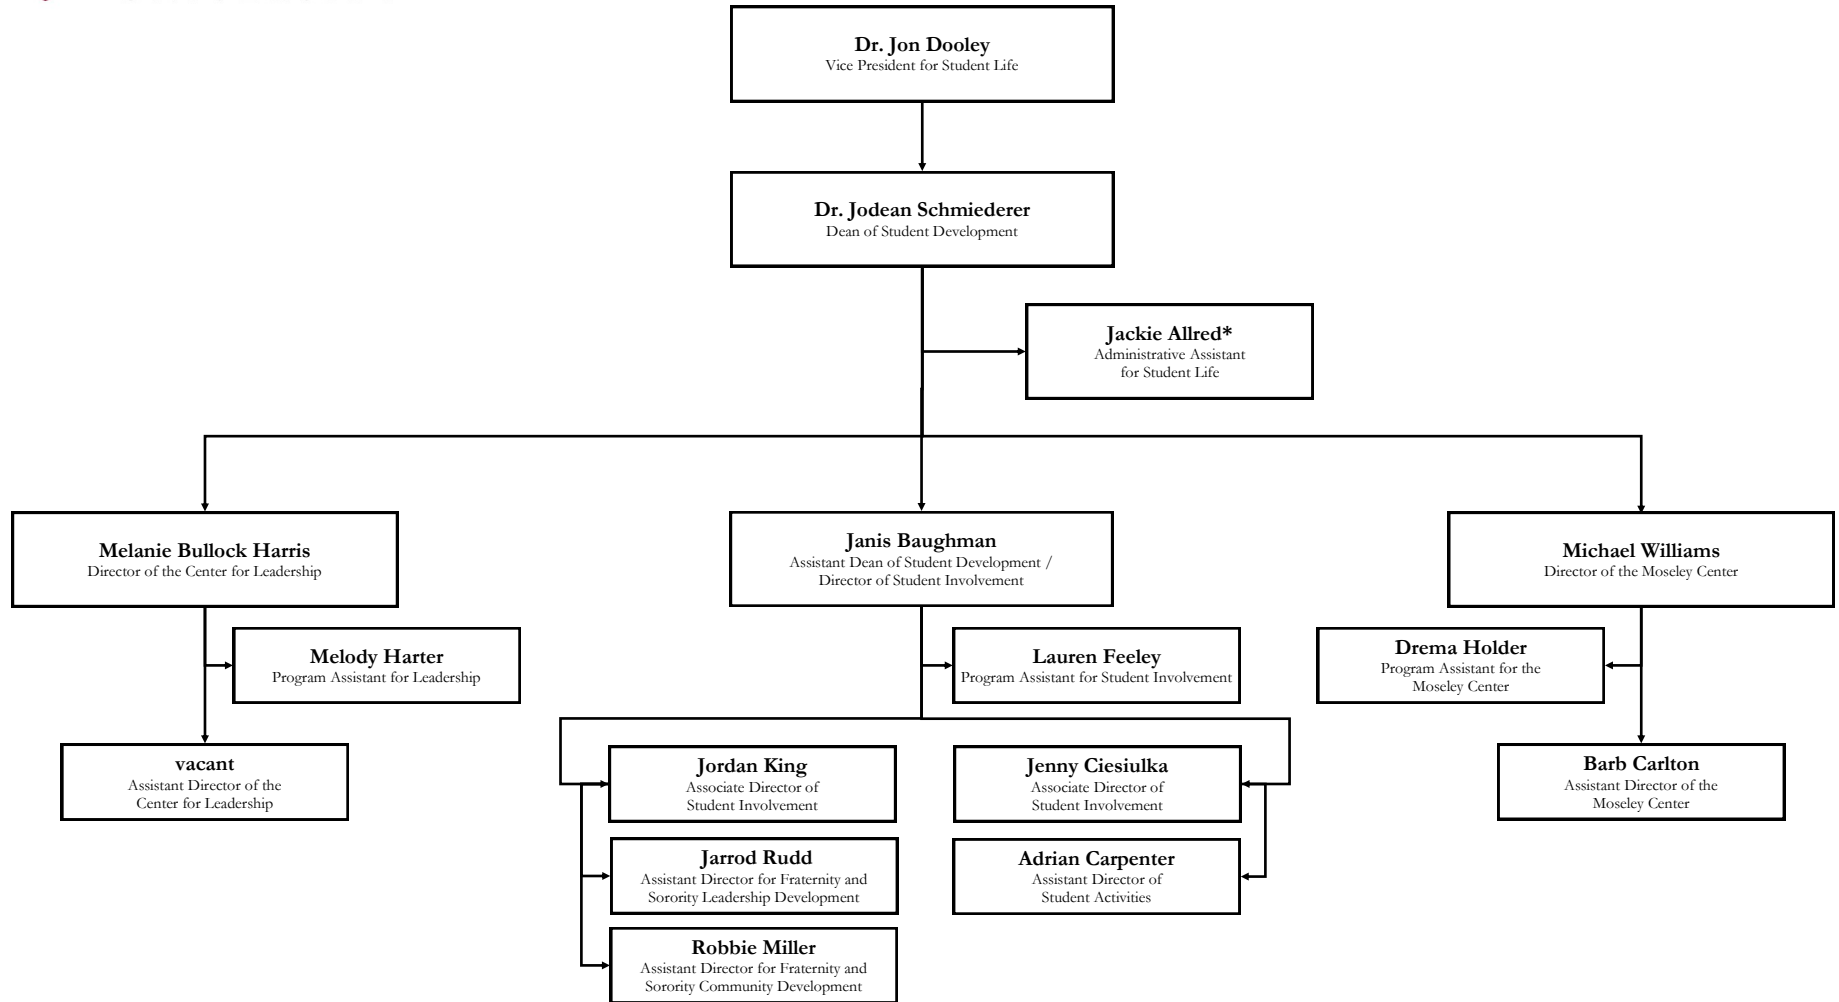 Dr. Jon Dooley
Vice President for Student Life
Dr. Jodean Schmiederer
Dean of Student Development
Jackie Allred*
Administrative Assistant
for Student Life
Melanie Bullock Harris
Director of the Center for Leadership
Janis Baughman
Assistant Dean of Student Development /
Director of Student Involvement
Michael Williams
Director of the Moseley Center
Melody Harter
Program Assistant for Leadership
Lauren Feeley
Program Assistant for Student Involvement
Drema Holder
Program Assistant for the
Moseley Center
vacant
Assistant Director of the
Center for Leadership
Jordan King
Associate Director of
Student Involvement
Jenny Ciesiulka
Associate Director of
Student Involvement
Barb Carlton
Assistant Director of the
Moseley Center
Jarrod Rudd
Assistant Director for Fraternity and
Sorority Leadership Development
Adrian Carpenter
Assistant Director of
Student Activities
Robbie Miller
Assistant Director for Fraternity and
Sorority Community Development